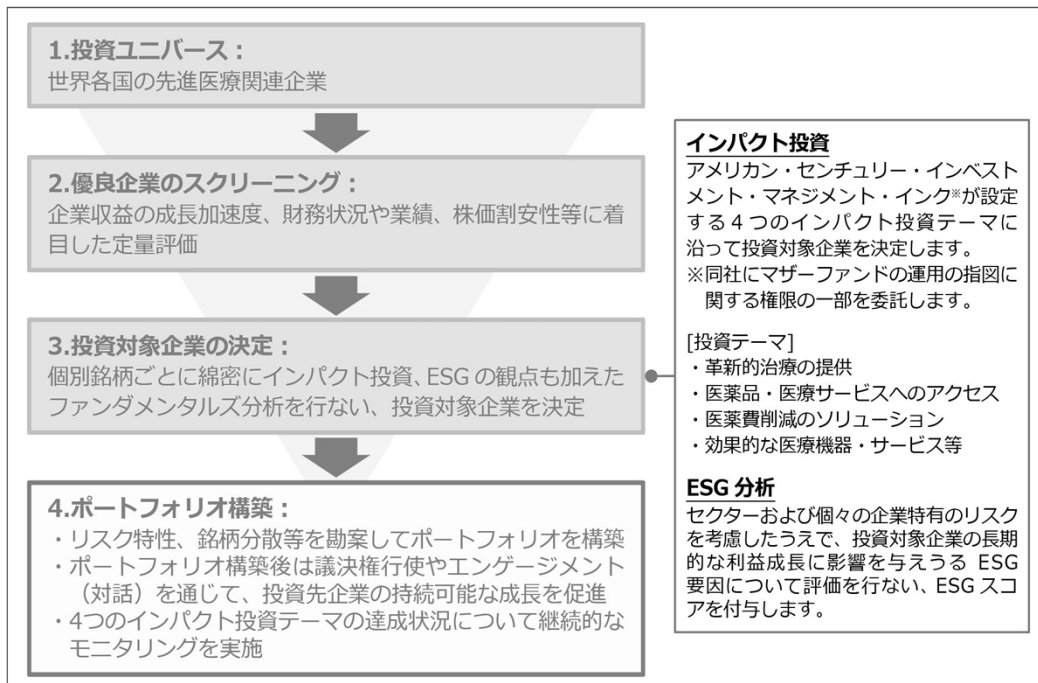 1.投資ユニバース：
世界各国の先進医療関連企業
2.優良企業のスクリーニング：
企業収益の成長加速度、財務状況や業績、株価割安性等に着
目した定量評価
3.投資対象企業の決定：
個別銘柄ごとに綿密にインパクト投資、ESG の観点も加えた
ファンダメンタルズ分析を行ない、投資対象企業を決定
4.ポートフォリオ構築：
・リスク特性、銘柄分散等を勘案してポートフォリオを構築
・ポートフォリオ構築後は議決権行使やエンゲージメント
（対話）を通じて、投資先企業の持続可能な成長を促進
・4つのインパクト投資テーマの達成状況について継続的な
モニタリングを実施
インパクト投資
アメリカン・センチュリー・インベスト
メント・マネジメント・インク※が設定
する４つのインパクト投資テーマに
沿って投資対象企業を決定します。
※同社にマザーファンドの運用の指図に
関する権限の一部を委託します。
[投資テーマ]
・革新的治療の提供
・医薬品・医療サービスへのアクセス
・医薬費削減のソリューション
・効果的な医療機器・サービス等
ESG 分析
セクターおよび個々の企業特有のリスク
を考慮したうえで、投資対象企業の長期
的な利益成長に影響を与えうる ESG
要因について評価を行ない、ESG スコ
アを付与します。